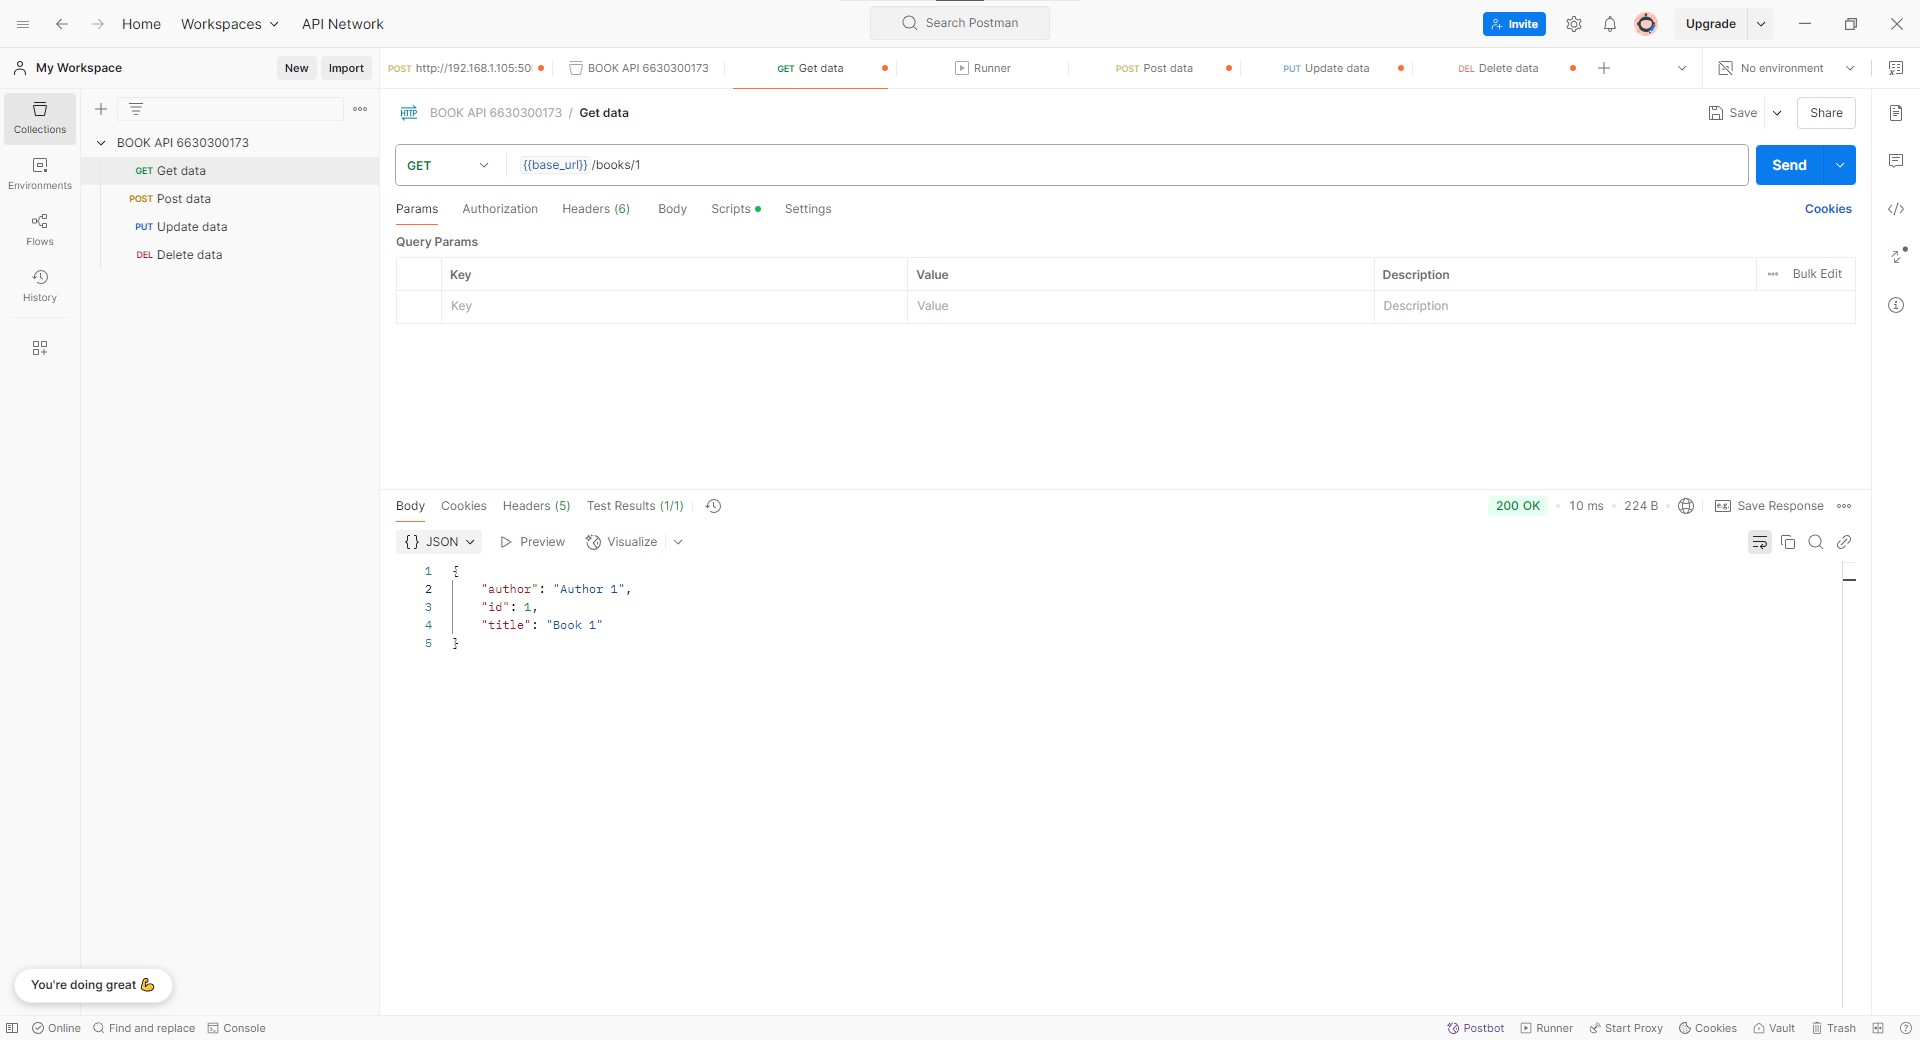 Home Workspaces API Network Search Postman Invite Upgrade
My Workspace New Import POST http://192.168.1.105:50 BOOK API 6630300173 GET Get data Runner POST Post data PUT Update data DEL Delete data No environment
Collections
Environments
Flows
History
BOOK API 6630300173
GET Get data
POST Post data
PUT Update data
DEL Delete data
HTTP BOOK API 6630300173 / Get data Save Share
GET {{base_url}} /books/1 Send
Params Authorization Headers (6) Body Scripts Settings Cookies
Query Params
Key Value Description Bulk Edit
Key Value Description
Body Cookies Headers (5) Test Results (1/1) 200 OK 10 ms 224 B e.g. Save Response
{} JSON Preview Visualize
1 {
2 "author": "Author 1",
3 "id": 1,
4 "title": "Book 1"
5 }
You're doing great 💪
Online Find and replace Console Postbot Runner Start Proxy Cookies Vault Trash